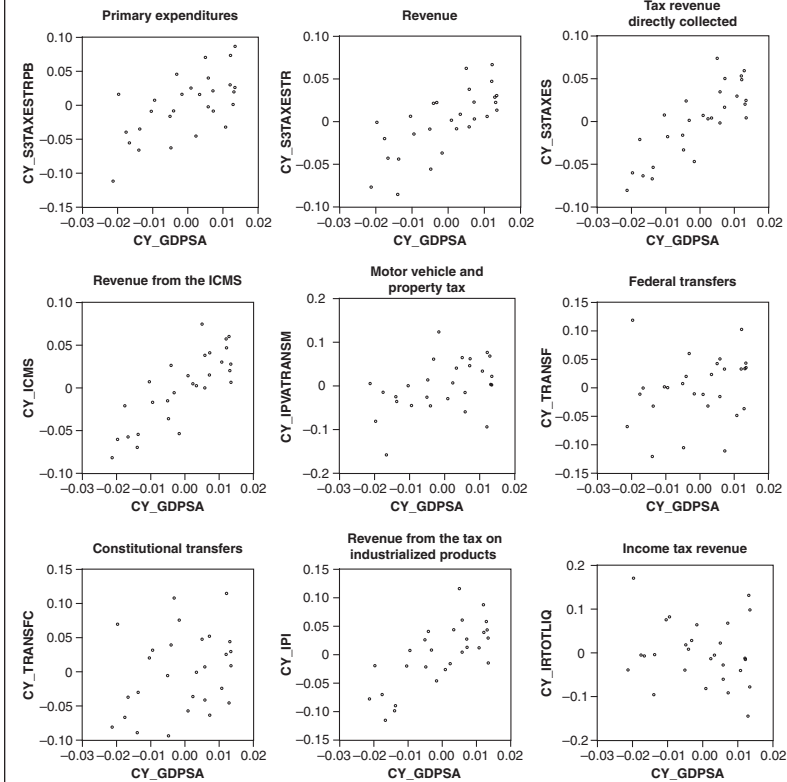 Primary expenditures
0.10
0.05
0
–0.05
–0.10
–0.15
CY_S3TAXESTRPB
–0.03 –0.02 –0.01 0.00 0.01 0.02
CY_GDPSA
Revenue
0.10
0.05
0
–0.05
–0.10
CY_S3TAXESTR
–0.03 –0.02 –0.01 0.00 0.01 0.02
CY_GDPSA
Tax revenue
directly collected
0.10
0.05
0
–0.05
–0.10
CY_S3TAXES
–0.03 –0.02 –0.01 0.00 0.01 0.02
CY_GDPSA
Revenue from the ICMS
0.10
0.05
0
–0.05
–0.10
CY_ICMS
–0.03 –0.02 –0.01 0.00 0.01 0.02
CY_GDPSA
Motor vehicle and
property tax
0.2
0.1
0
–0.1
–0.2
CY_IPVATRANSM
–0.03 –0.02 –0.01 0.00 0.01 0.02
CY_GDPSA
Federal transfers
0.15
0.10
0.05
0
–0.05
–0.10
–0.15
CY_TRANSF
–0.03 –0.02 –0.01 0.00 0.01 0.02
CY_GDPSA
Constitutional transfers
0.15
0.10
0.05
0
–0.05
–0.10
CY_TRANSFC
–0.03 –0.02 –0.01 0.00 0.01 0.02
CY_GDPSA
Revenue from the tax on
industrialized products
0.15
0.10
0.05
0
–0.05
–0.10
–0.15
CY_IPI
–0.03 –0.02 –0.01 0.00 0.01 0.02
CY_GDPSA
Income tax revenue
0.2
0.1
0
–0.1
–0.2
CY_IRTOTLIQ
–0.03 –0.02 –0.01 0.00 0.01 0.02
CY_GDPSA